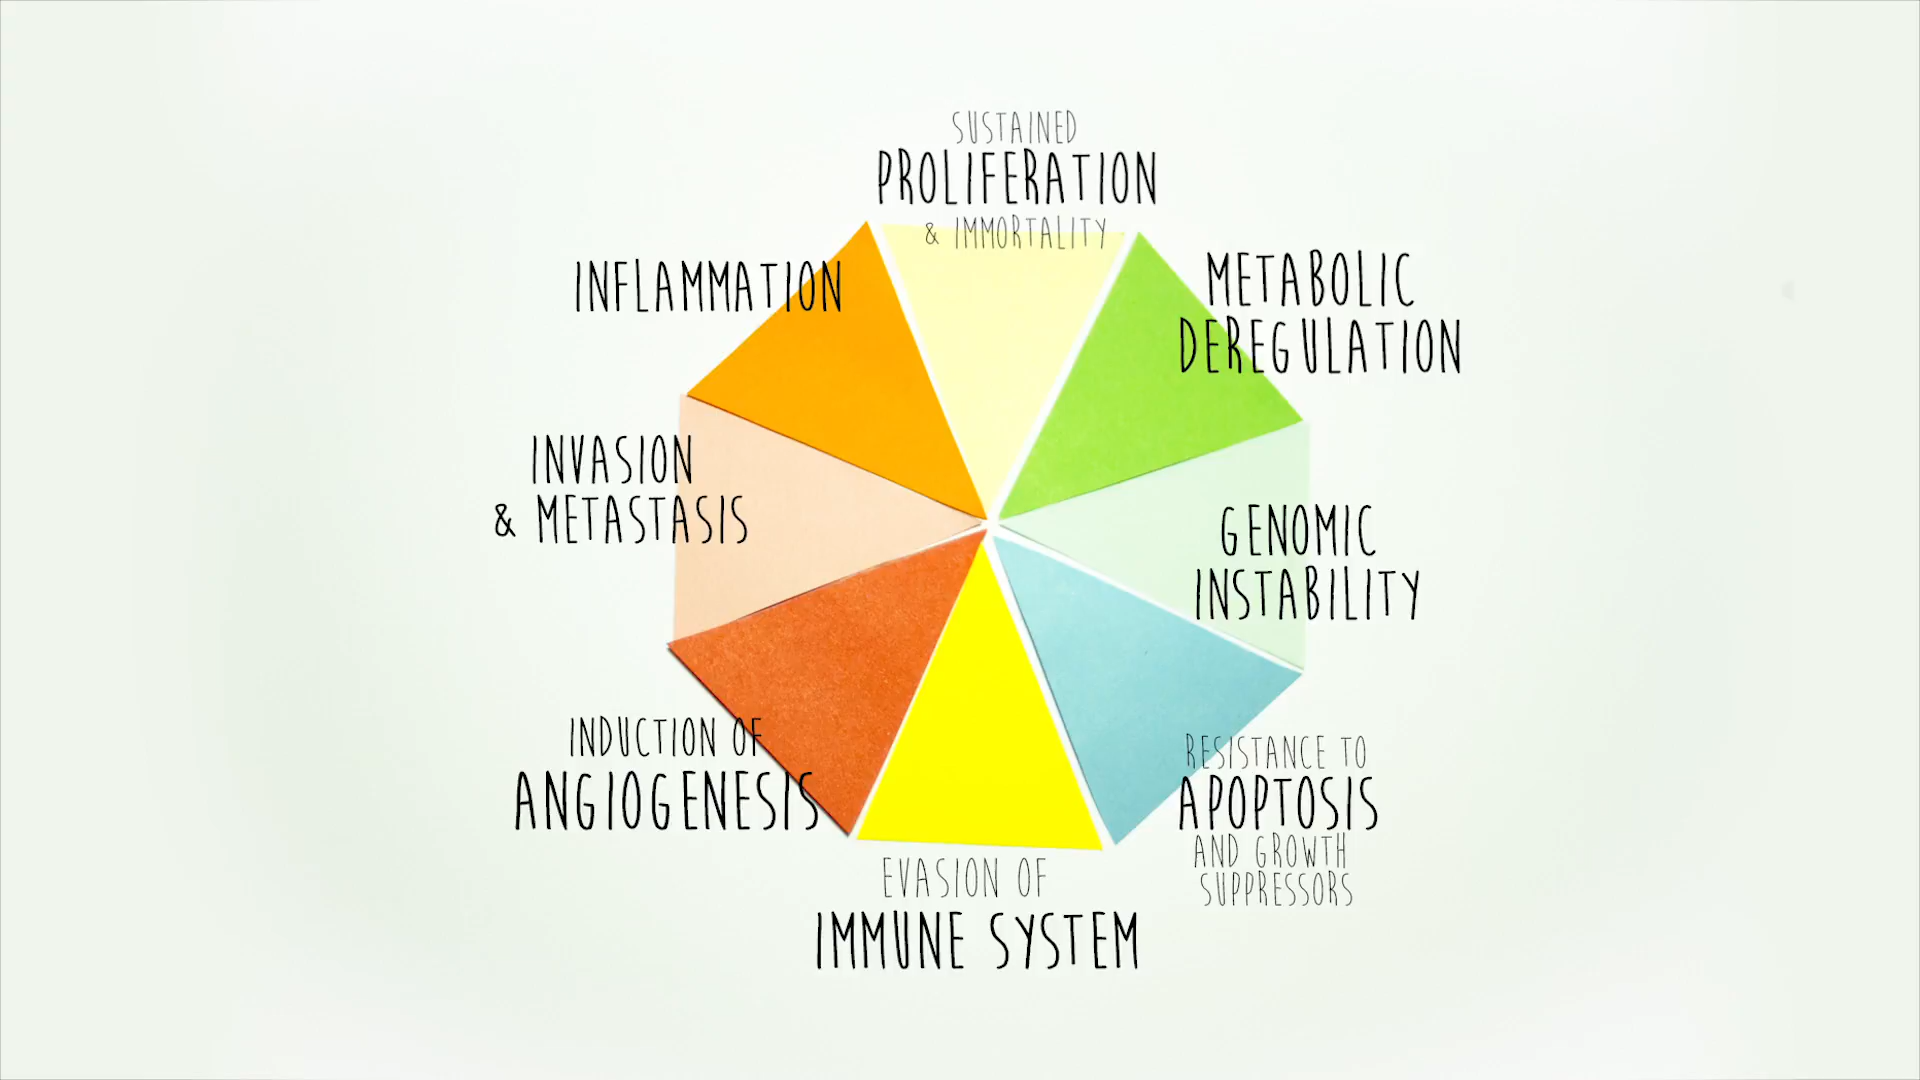 SUSTAINED
PROLIFERATION
& IMMORTALITY
METABOLIC
DEREGULATION
GENOMIC
INSTABILITY
RESISTANCE TO
APOPTOSIS
AND GROWTH
SUPPRESSORS
EVASION OF
IMMUNE SYSTEM
INDUCTION OF
ANGIOGENESIS
INVASION
& METASTASIS
INFLAMMATION